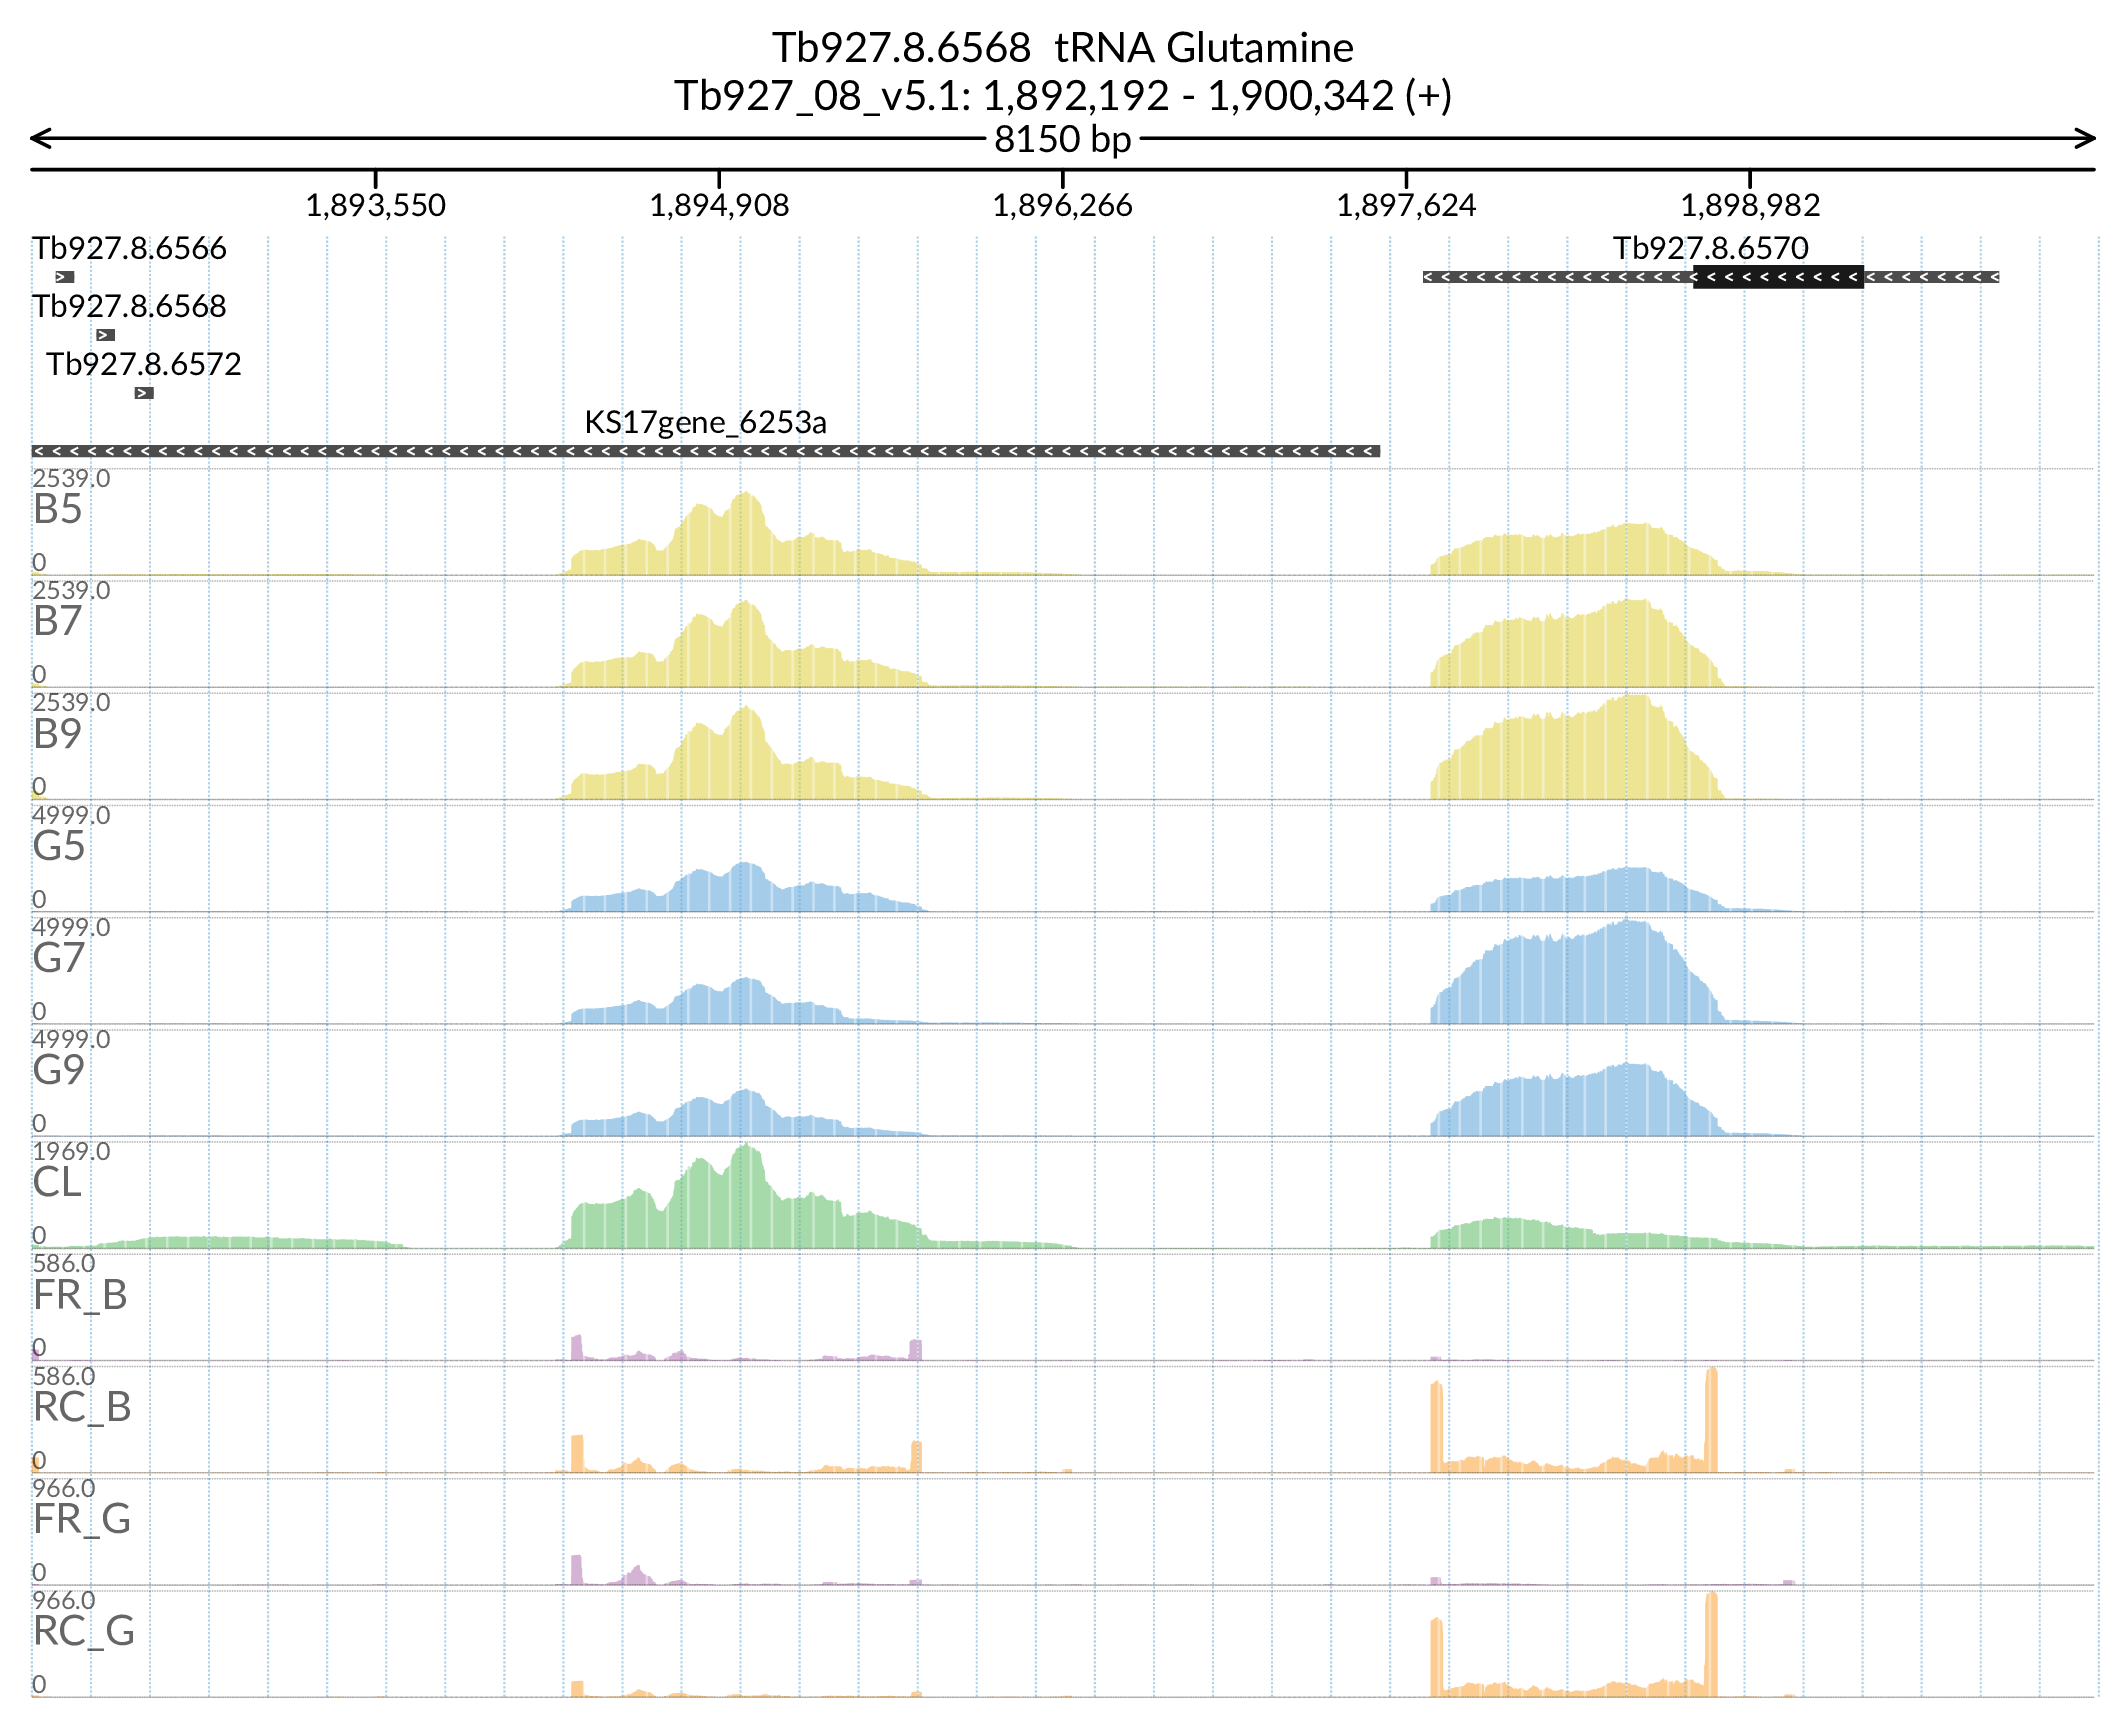 Tb927.8.6568  tRNA Glutamine
Tb927_08_v5.1: 1,892,192 - 1,900,342 (+)
8150 bp
1,893,550 1,894,908 1,896,266 1,897,624 1,898,982
Tb927.8.6566 Tb927.8.6570
Tb927.8.6568
Tb927.8.6572
KS17gene_6253a
2539.0
B5
0
2539.0
B7
0
2539.0
B9
0
4999.0
G5
0
4999.0
G7
0
4999.0
G9
0
1969.0
CL
0
586.0
FR_B
0
586.0
RC_B
0
966.0
FR_G
0
966.0
RC_G
0